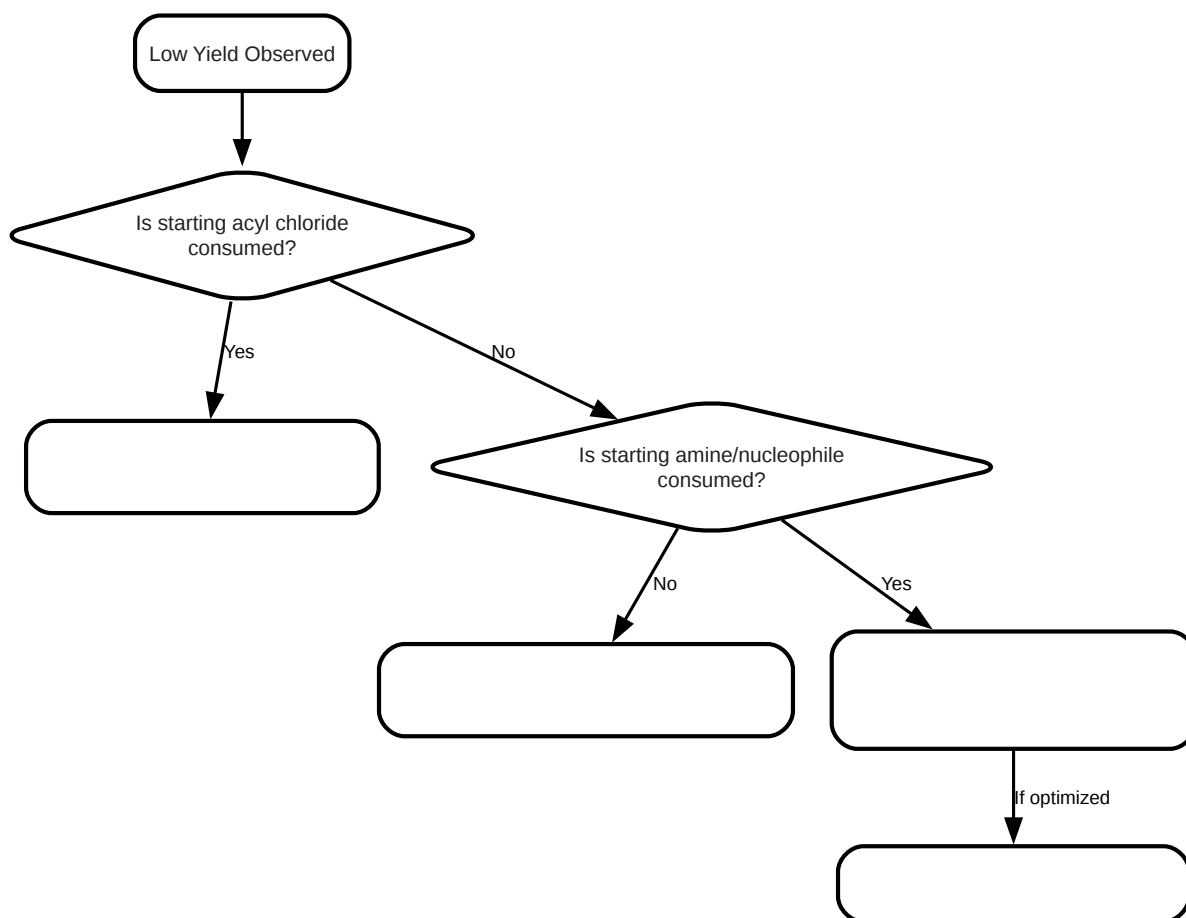 Low Yield Observed
Is starting acyl chloride
consumed?
Yes
No
Is starting amine/nucleophile
consumed?
No
Yes
If optimized